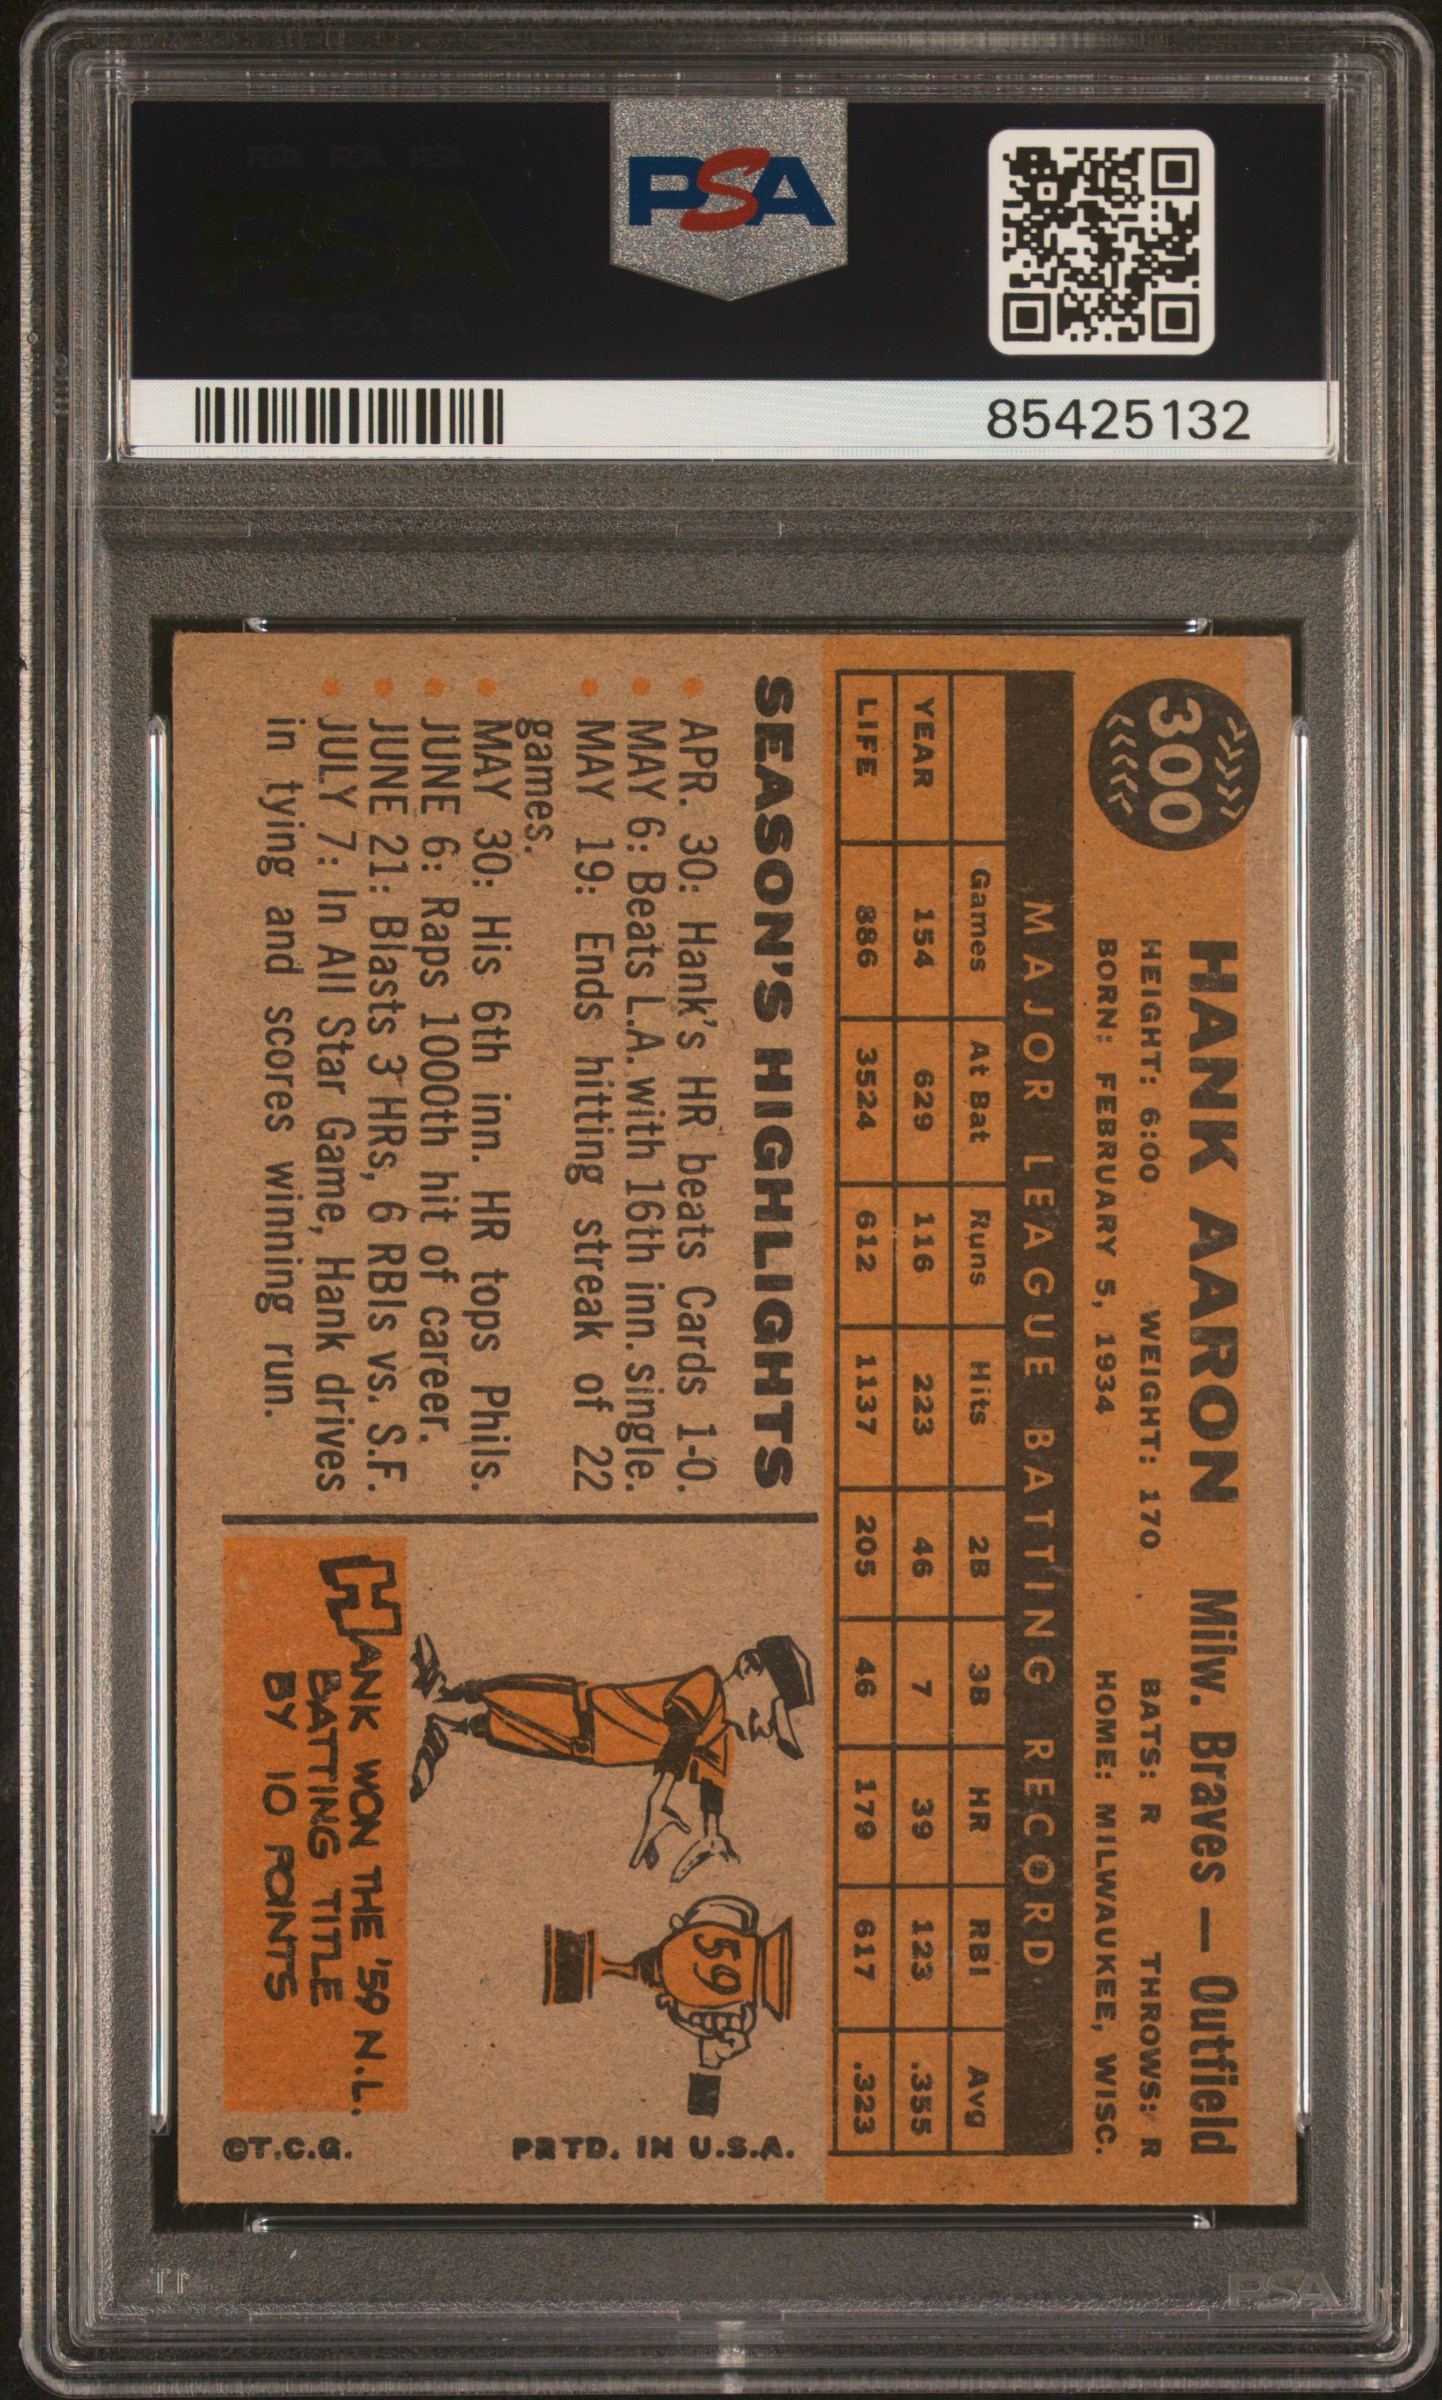 PSA
85425132
300
HANK AARON Milw. Braves — Outfield
HEIGHT: 6:00 WEIGHT: 170 BATS: R THROWS: R
BORN: FEBRUARY 5, 1934 HOME: MILWAUKEE, WISC.
MAJOR LEAGUE BATTING RECORD
Games At Bat Runs Hits 2B 3B HR RBI Avg
YEAR 154 629 116 223 46 7 39 123 .355
LIFE 886 3524 612 1137 205 46 179 617 .323
SEASON'S HIGHLIGHTS
APR. 30: Hank's HR beats Cards 1-0.
MAY 6: Beats L.A. with 16th inn. single.
MAY 19: Ends hitting streak of 22
games.
MAY 30: His 6th inn. HR tops Phils.
JUNE 6: Raps 1000th hit of career.
JUNE 21: Blasts 3 HRs, 6 RBIs vs. S.F.
JULY 7: In All Star Game, Hank drives
in tying and scores winning run.
59
HANK WON THE '59 N.L.
BATTING TITLE
BY 10 POINTS
©T.C.G. PRTD. IN U.S.A.
PSA